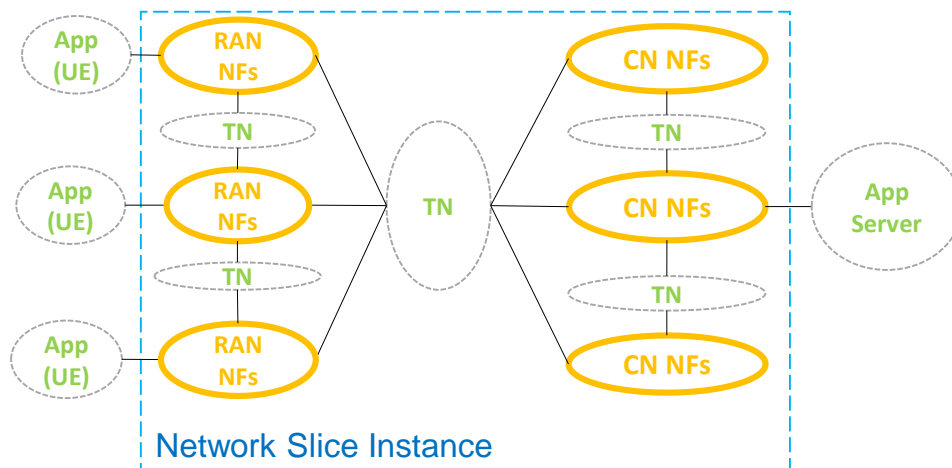 App
(UE)
RAN
NFs
CN NFs
TN
TN
App
(UE)
RAN
NFs
TN
CN NFs
App
Server
TN
TN
App
(UE)
RAN
NFs
CN NFs
Network Slice Instance